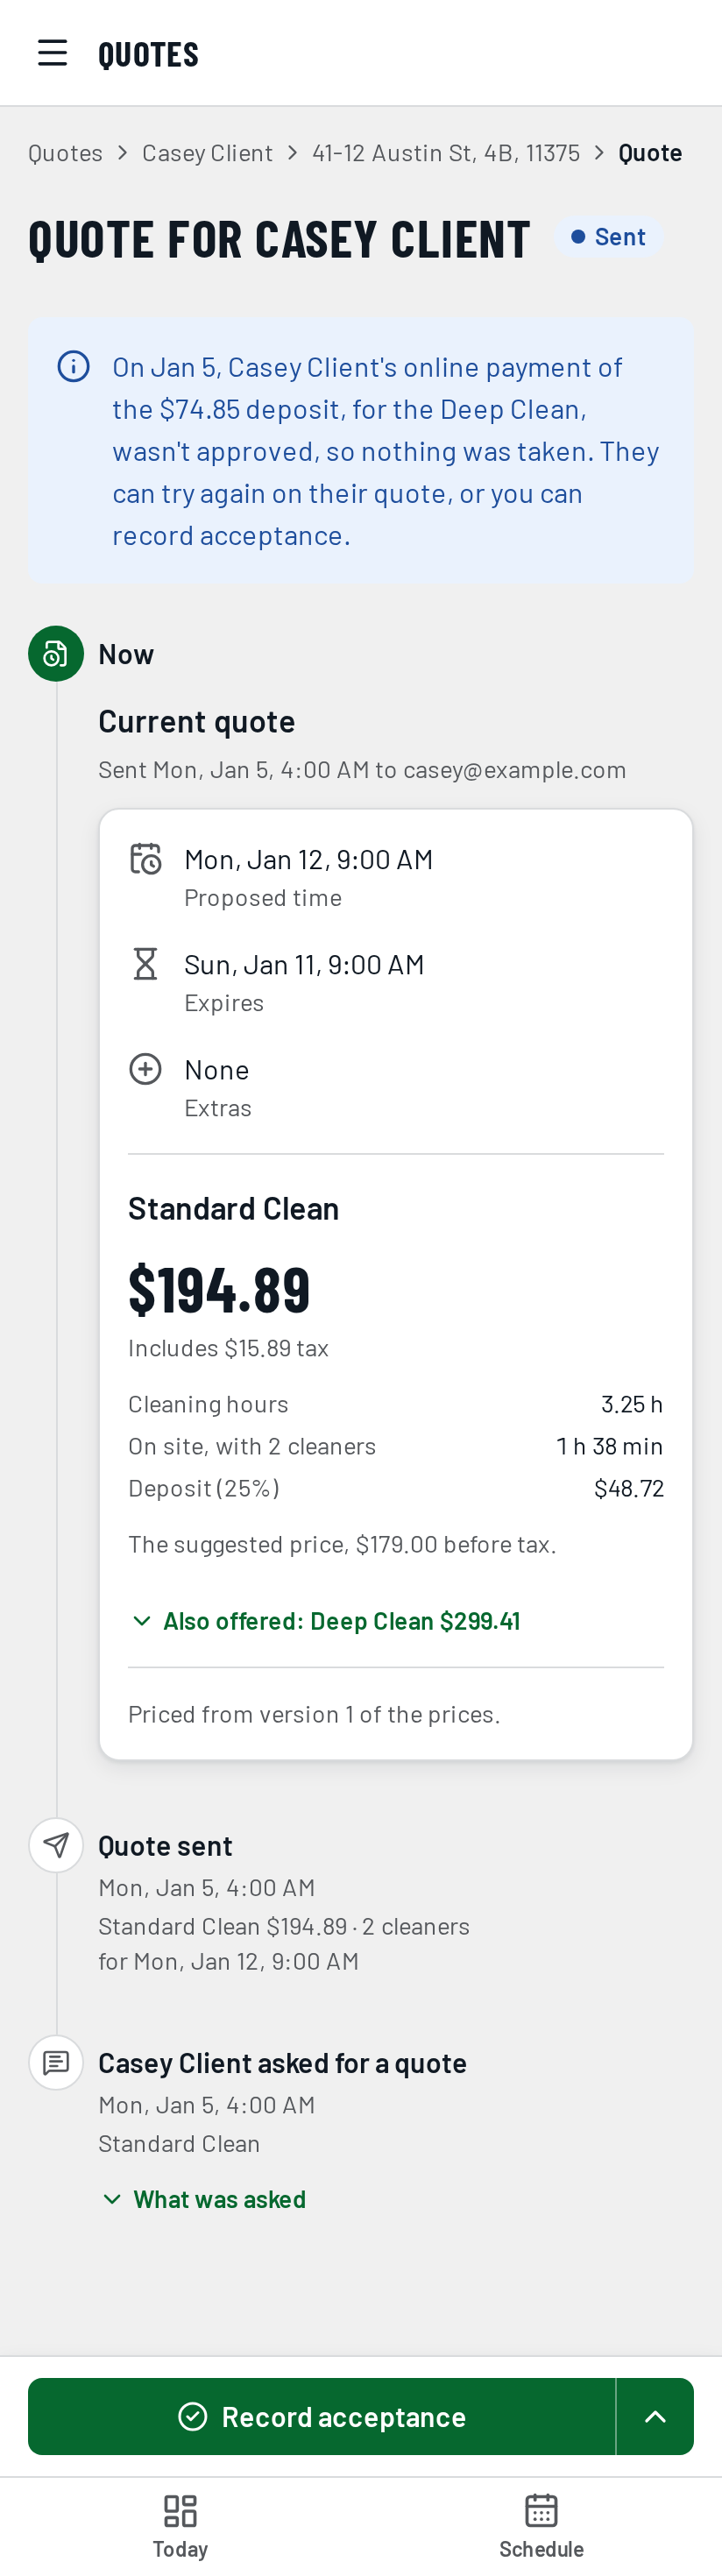 QUOTES
Quotes > Casey Client > 41-12 Austin St, 4B, 11375 > Quote
QUOTE FOR CASEY CLIENT
Sent
On Jan 5, Casey Client's online payment of
the $74.85 deposit, for the Deep Clean,
wasn't approved, so nothing was taken. They
can try again on their quote, or you can
record acceptance.
Now
Current quote
Sent Mon, Jan 5, 4:00 AM to casey@example.com
Mon, Jan 12, 9:00 AM
Proposed time
Sun, Jan 11, 9:00 AM
Expires
None
Extras
Standard Clean
$194.89
Includes $15.89 tax
Cleaning hours 3.25 h
On site, with 2 cleaners 1 h 38 min
Deposit (25%) $48.72
The suggested price, $179.00 before tax.
Also offered: Deep Clean $299.41
Priced from version 1 of the prices.
Quote sent
Mon, Jan 5, 4:00 AM
Standard Clean $194.89 · 2 cleaners
for Mon, Jan 12, 9:00 AM
Casey Client asked for a quote
Mon, Jan 5, 4:00 AM
Standard Clean
What was asked
Record acceptance
Today Schedule